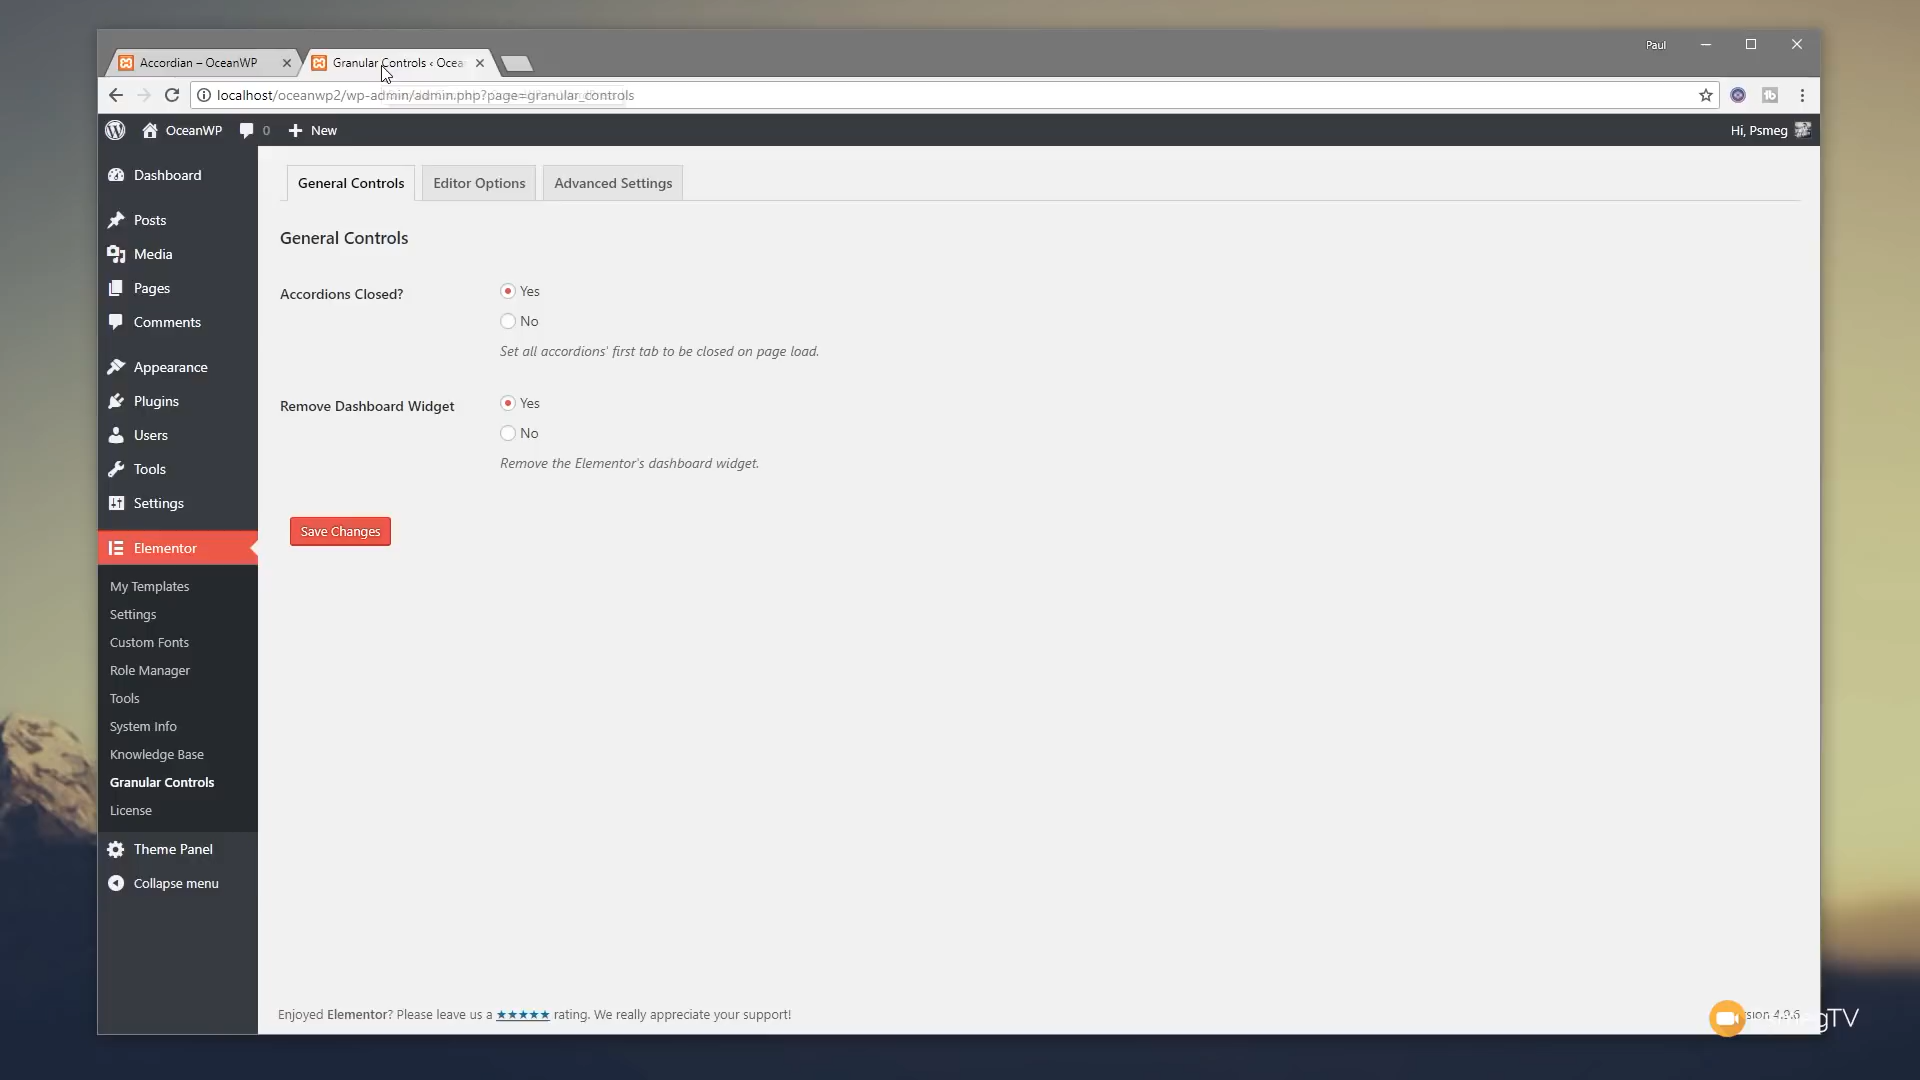 Paul
Accordian – OceanWP
Granular Controls ‹ Ocea
localhost/oceanwp2/wp-admin/admin.php?page=granular_controls
OceanWP
0
New
Hi, Psmeg
Dashboard
Posts
Media
Pages
Comments
Appearance
Plugins
Users
Tools
Settings
Elementor
My Templates
Settings
Custom Fonts
Role Manager
Tools
System Info
Knowledge Base
Granular Controls
License
Theme Panel
Collapse menu
General Controls
Editor Options
Advanced Settings
General Controls
Accordions Closed?
Yes
No
Set all accordions' first tab to be closed on page load.
Remove Dashboard Widget
Yes
No
Remove the Elementor's dashboard widget.
Save Changes
Enjoyed Elementor? Please leave us a ★★★★★ rating. We really appreciate your support!
4.9.6